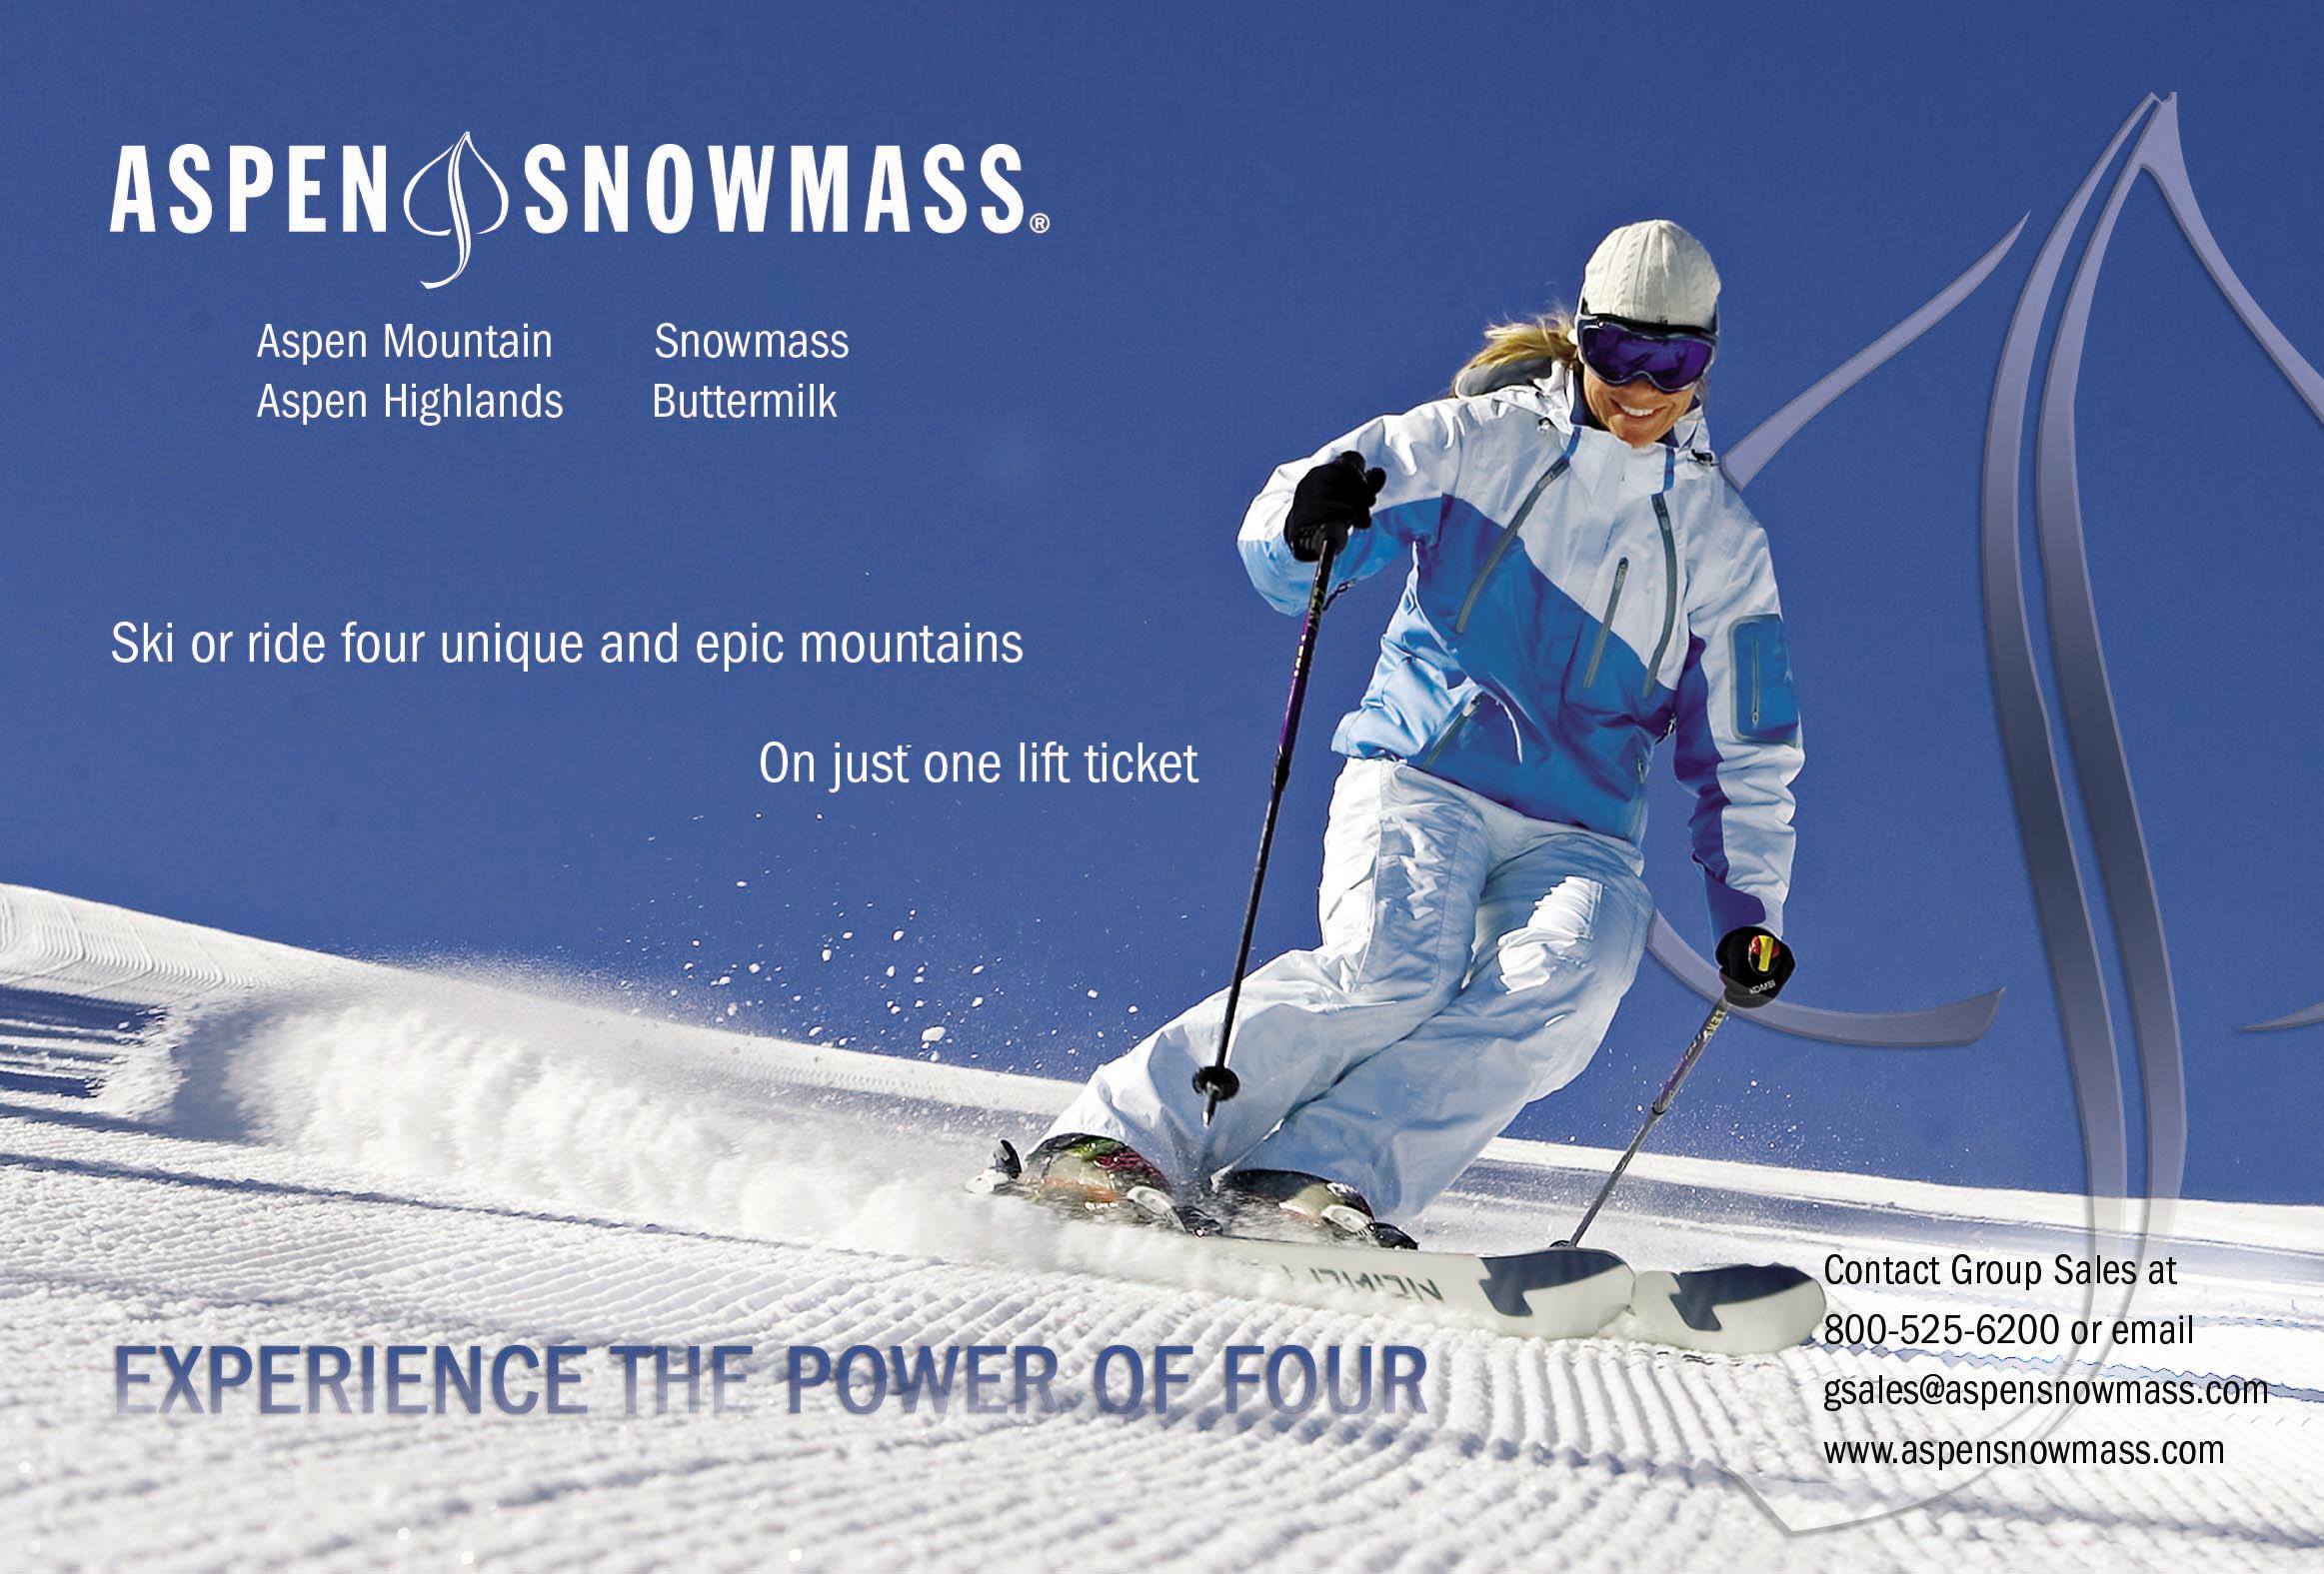 ASPEN SNOWMASS®
Aspen Mountain Snowmass
Aspen Highlands Buttermilk
Ski or ride four unique and epic mountains
On just one lift ticket
KOMBI
LEKI
EXPERIENCE THE POWER OF FOUR
Contact Group Sales at
800-525-6200 or email
gsales@aspensnowmass.com
www.aspensnowmass.com